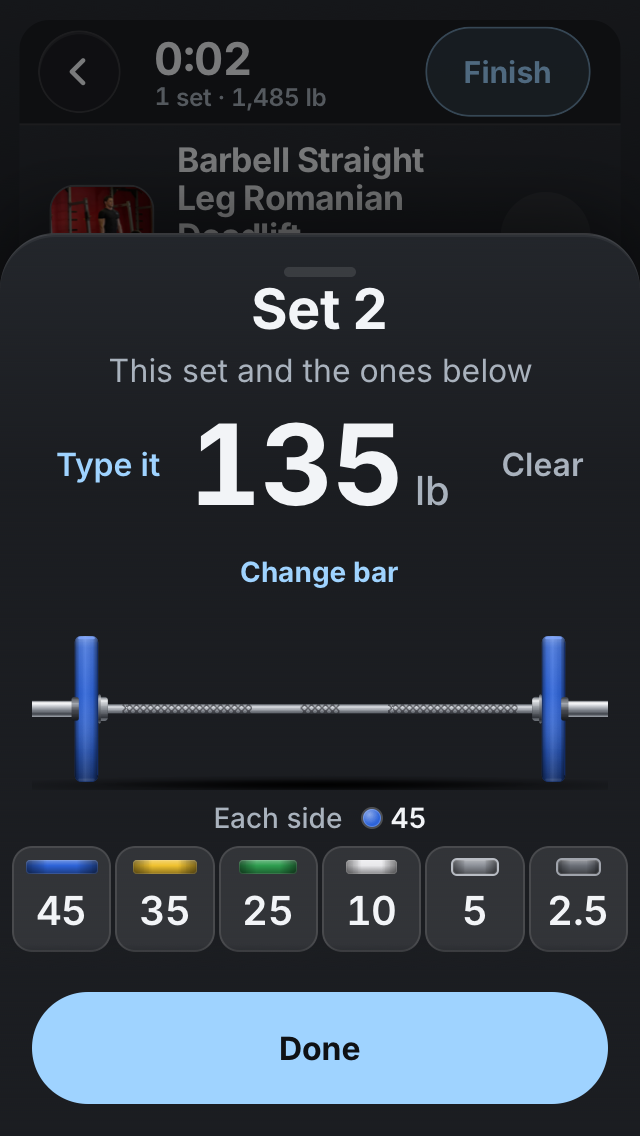 0:02
1 set · 1,485 lb
Finish
Barbell Straight
Leg Romanian
Deadlift
Set 2
This set and the ones below
Type it
135 lb
Clear
Change bar
Each side 45
45
35
25
10
5
2.5
Done